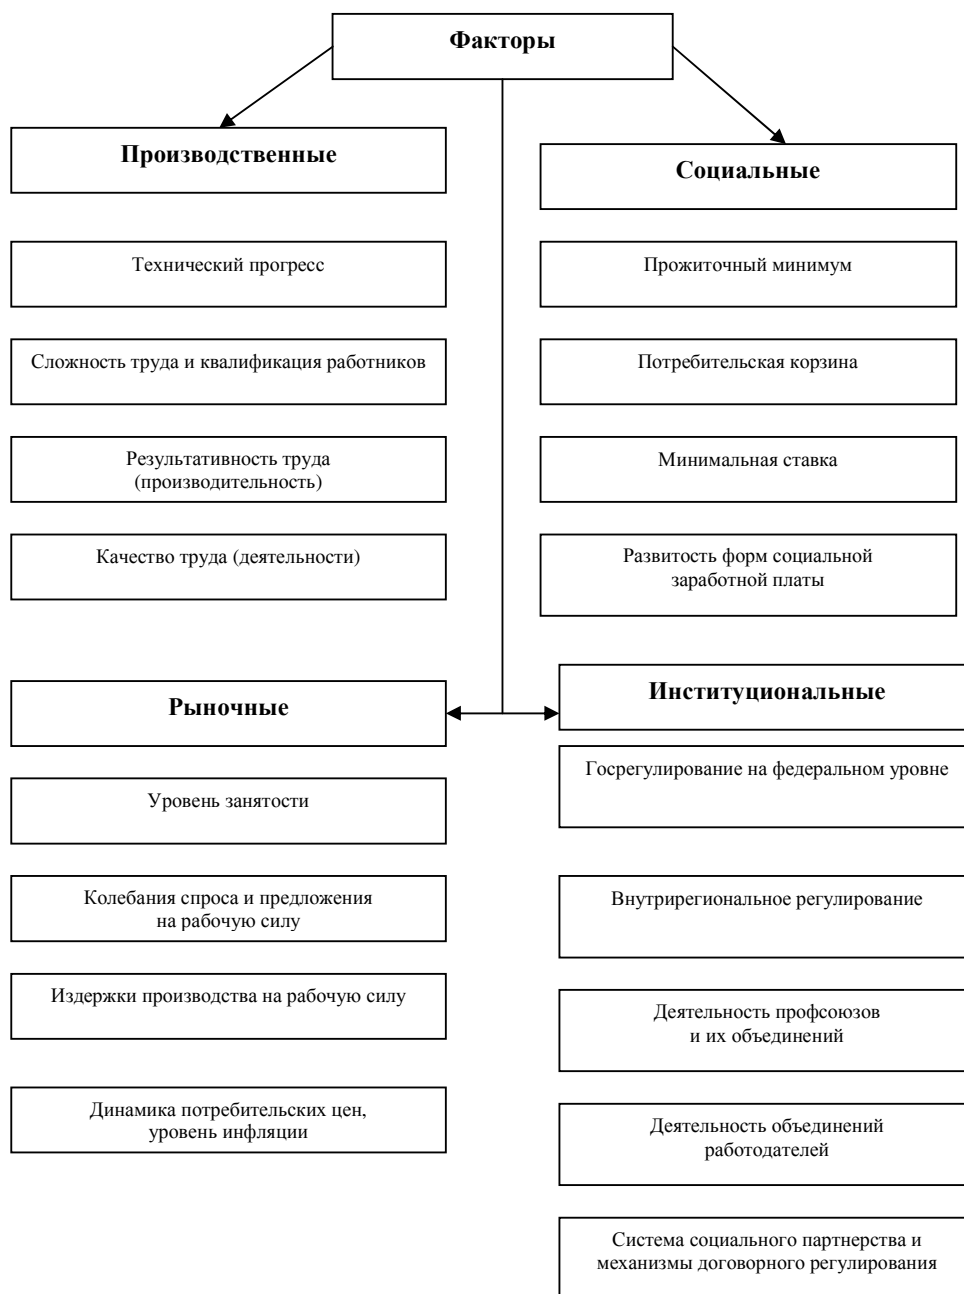 Факторы
Производственные
Технический прогресс
Сложность труда и квалификация работников
Результативность труда
(производительность)
Качество труда (деятельности)
Социальные
Прожиточный минимум
Потребительская корзина
Минимальная ставка
Развитость форм социальной
заработной платы
Рыночные
Уровень занятости
Колебания спроса и предложения
на рабочую силу
Издержки производства на рабочую силу
Динамика потребительских цен,
уровень инфляции
Институциональные
Госрегулирование на федеральном уровне
Внутрирегиональное регулирование
Деятельность профсоюзов
и их объединений
Деятельность объединений
работодателей
Система социального партнерства и
механизмы договорного регулирования